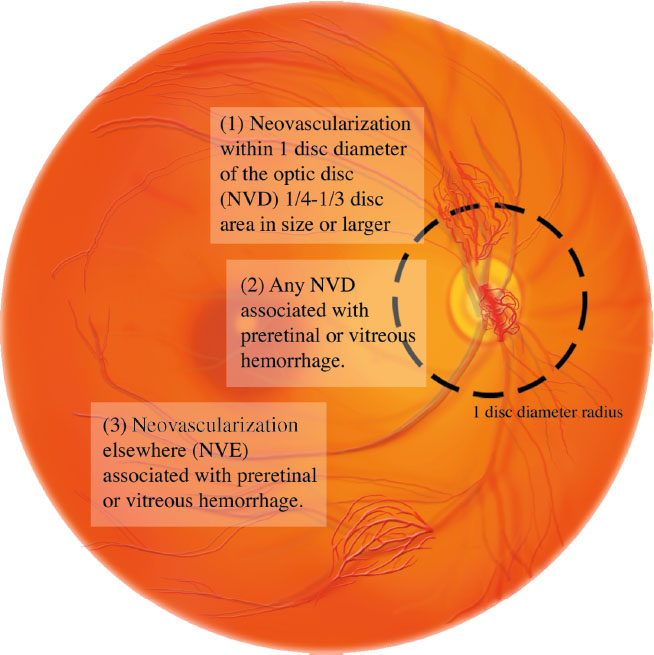 (1) Neovascularization
within 1 disc diameter
of the optic disc
(NVD) 1/4-1/3 disc
area in size or larger
(2) Any NVD
associated with
preretinal or vitreous
hemorrhage.
1 disc diameter radius
(3) Neovascularization
elsewhere (NVE)
associated with preretinal
or vitreous hemorrhage.